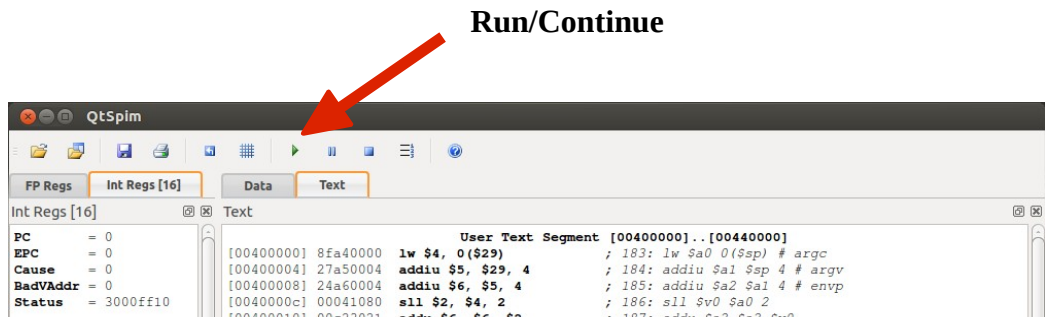 Run/Continue
QtSpim
FP Regs Int Regs [16] Data Text
Int Regs [16] Text
User Text Segment [00400000]..[00440000]
PC = 0
EPC = 0
Cause = 0
BadVAddr = 0
Status = 3000ff10
[00400000] 8fa40000 lw $4, 0($29) ; 183: lw $a0 0($sp) # argc
[00400004] 27a50004 addiu $5, $29, 4 ; 184: addiu $a1 $sp 4 # argv
[00400008] 24a60004 addiu $6, $5, 4 ; 185: addiu $a2 $a1 4 # envp
[0040000c] 00041080 sll $2, $4, 2 ; 186: sll $v0 $a0 2